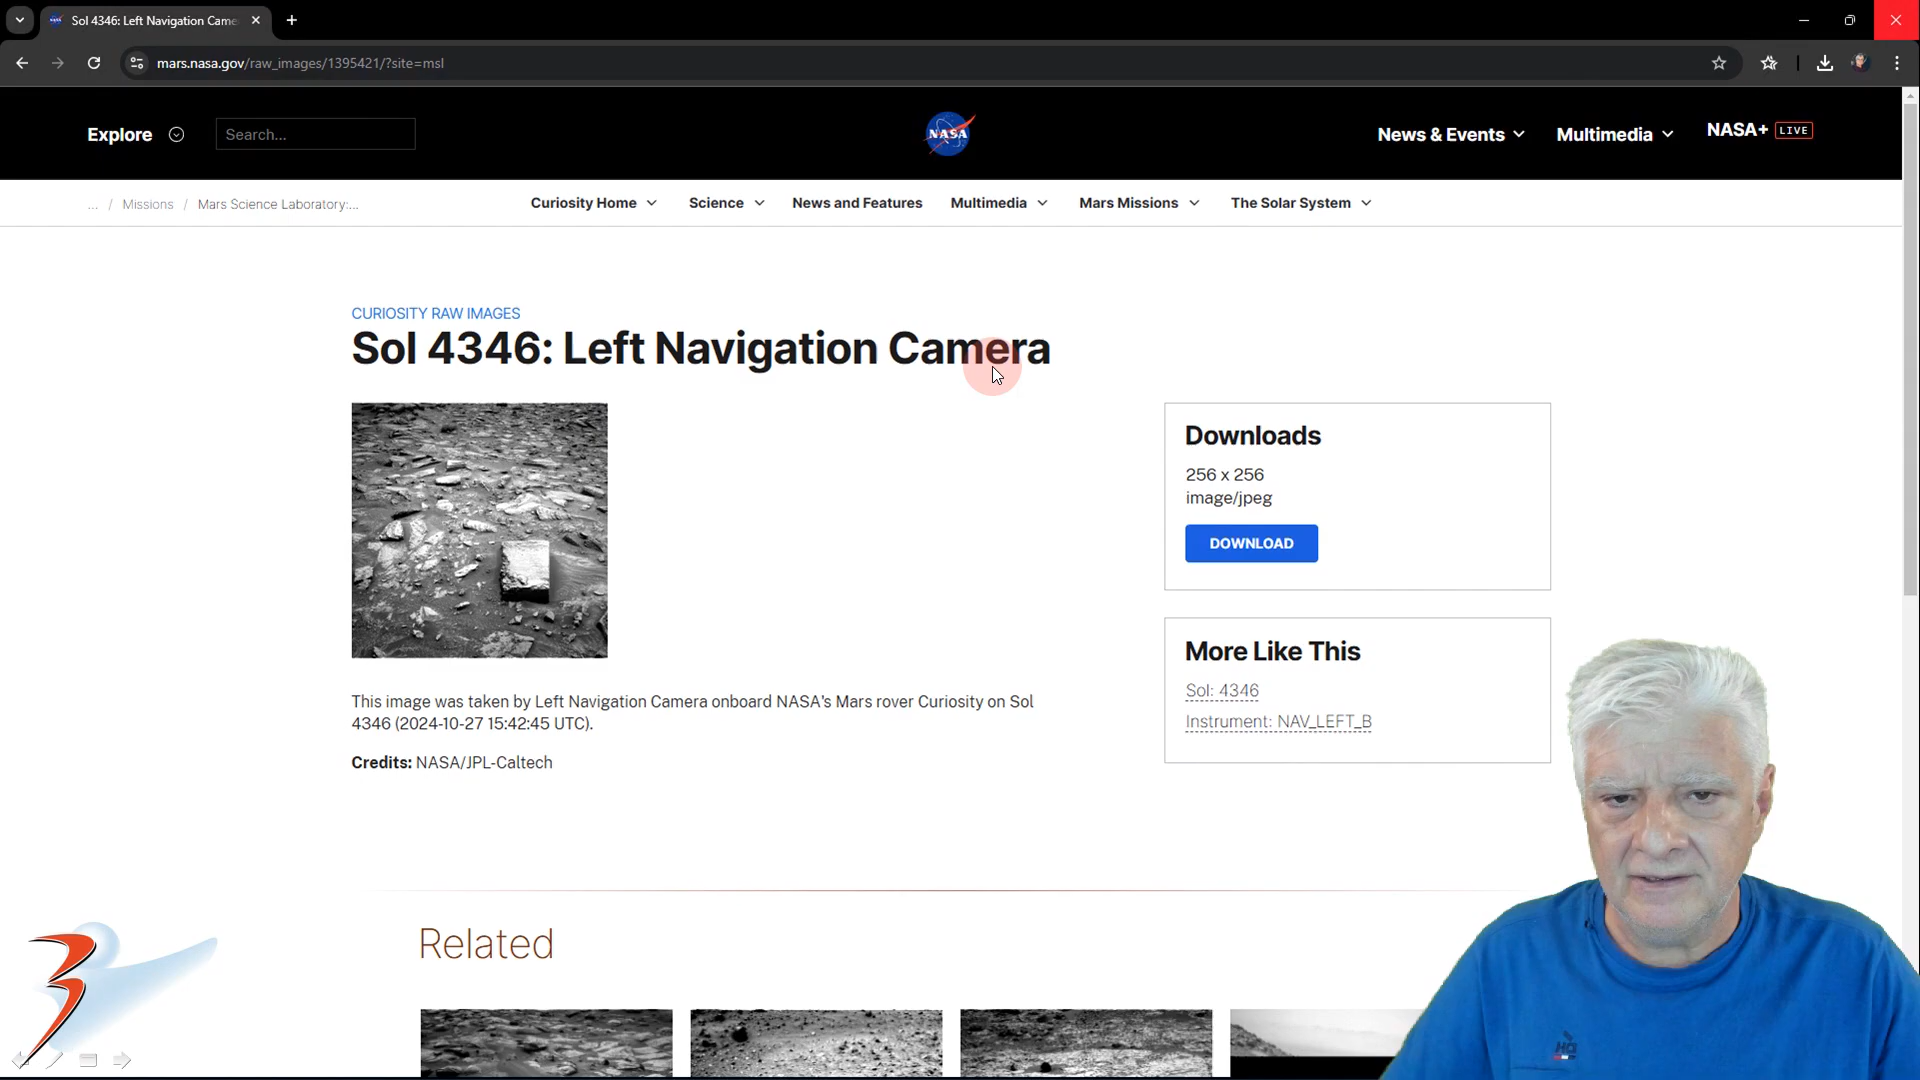 Sol 4346: Left Navigation Came
mars.nasa.gov/raw_images/1395421/?site=msl
Explore
Search...
NASA
News & Events
Multimedia
NASA+ LIVE
... / Missions / Mars Science Laboratory:...
Curiosity Home
Science
News and Features
Multimedia
Mars Missions
The Solar System
CURIOSITY RAW IMAGES
Sol 4346: Left Navigation Camera
Downloads
256 x 256
image/jpeg
DOWNLOAD
More Like This
Sol: 4346
Instrument: NAV_LEFT_B
This image was taken by Left Navigation Camera onboard NASA's Mars rover Curiosity on Sol
4346 (2024-10-27 15:42:45 UTC).
Credits: NASA/JPL-Caltech
Related